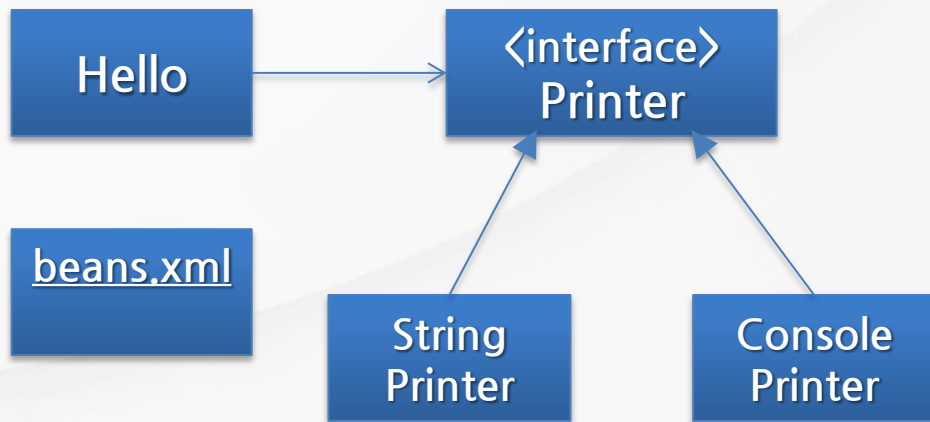 Hello
<interface>
Printer
beans.xml
String
Printer
Console
Printer